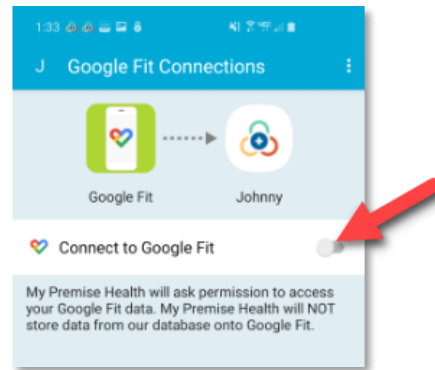 1:33
J Google Fit Connections
Google Fit Johnny
Connect to Google Fit
My Premise Health will ask permission to access
your Google Fit data. My Premise Health will NOT
store data from our database onto Google Fit.